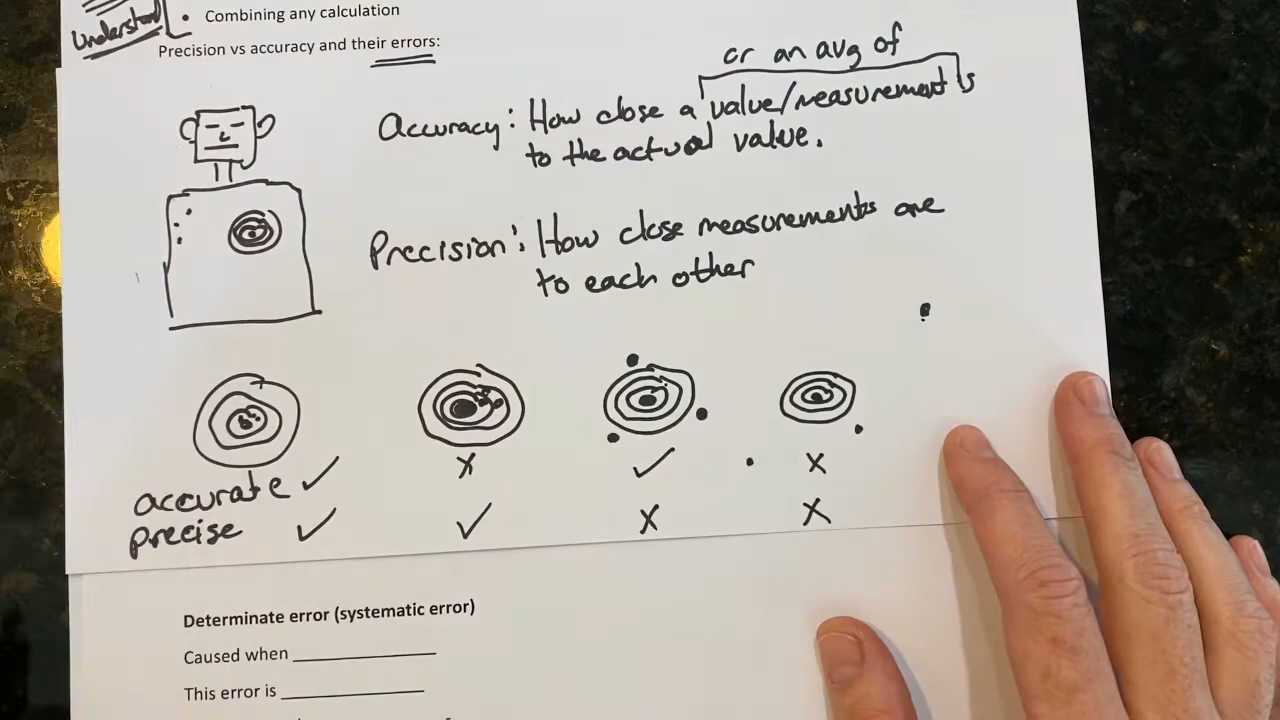 Understand
• Combining any calculation
Precision vs accuracy and their errors:
or an avg of
Accuracy: How close a value/measurement is
to the actual value.
Precision: How close measurements are
to each other
accurate ✓ x ✓ x
precise ✓ ✓ x x
Determinate error (systematic error)
Caused when ____________
This error is ____________